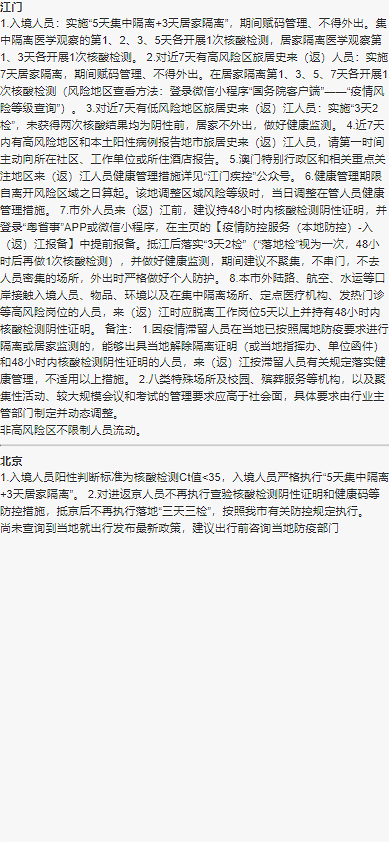 江门
1.入境人员：实施“5天集中隔离+3天居家隔离”，期间赋码管理、不得外出。集
中隔离医学观察的第1、2、3、5天各开展1次核酸检测，居家隔离医学观察第
1、3天各开展1次核酸检测。 2.对近7天有高风险区旅居史来（返）人员：实施
7天居家隔离，期间赋码管理、不得外出。在居家隔离第1、3、5、7天各开展1
次核酸检测（风险地区查看方法：登录微信小程序“国务院客户端”——“疫情风
险等级查询”）。 3.对近7天有低风险地区旅居史来（返）江人员：实施“3天2
检”，未获得两次核酸结果均为阴性前，居家不外出，做好健康监测。 4.近7天
内有高风险地区和本土阳性病例报告地市旅居史来（返）江人员，请第一时间
主动向所在社区、工作单位或所住酒店报告。 5.澳门特别行政区和相关重点关
注地区来（返）江人员健康管理措施详见“江门疾控”公众号。 6.健康管理期限
自离开风险区域之日算起。该地调整区域风险等级时，当日调整在管人员健康
管理措施。 7.市外人员来（返）江前，建议持48小时内核酸检测阴性证明，并
登录“粤省事”APP或微信小程序，在主页的【疫情防控服务（本地防控）-入
（返）江报备】中提前报备。抵江后落实“3天2检”（“落地检”视为一次，48小
时后再做1次核酸检测），并做好健康监测，期间建议不聚集，不串门，不去
人员密集的场所，外出时严格做好个人防护。 8.本市外陆路、航空、水运等口
岸接触入境人员、物品、环境以及在集中隔离场所、定点医疗机构、发热门诊
等高风险岗位的人员，来（返）江时应脱离工作岗位5天以上并持有48小时内
核酸检测阴性证明。 备注： 1.因疫情滞留人员在当地已按照属地防疫要求进行
隔离或居家监测的，能够出具当地解除隔离证明（或当地指挥办、单位函件）
和48小时内核酸检测阴性证明的人员，来（返）江按滞留人员有关规定落实健
康管理，不适用以上措施。 2.八类特殊场所及校园、殡葬服务等机构，以及聚
集性活动、较大规模会议和考试的管理要求应高于社会面，具体要求由行业主
管部门制定并动态调整。
非高风险区不限制人员流动。
北京
1.入境人员阳性判断标准为核酸检测Ct值<35，入境人员严格执行“5天集中隔离
+3天居家隔离”。 2.对进返京人员不再执行查验核酸检测阴性证明和健康码等
防控措施，抵京后不再执行落地“三天三检”，按照我市有关防控规定执行。
尚未查询到当地就出行发布最新政策，建议出行前咨询当地防疫部门